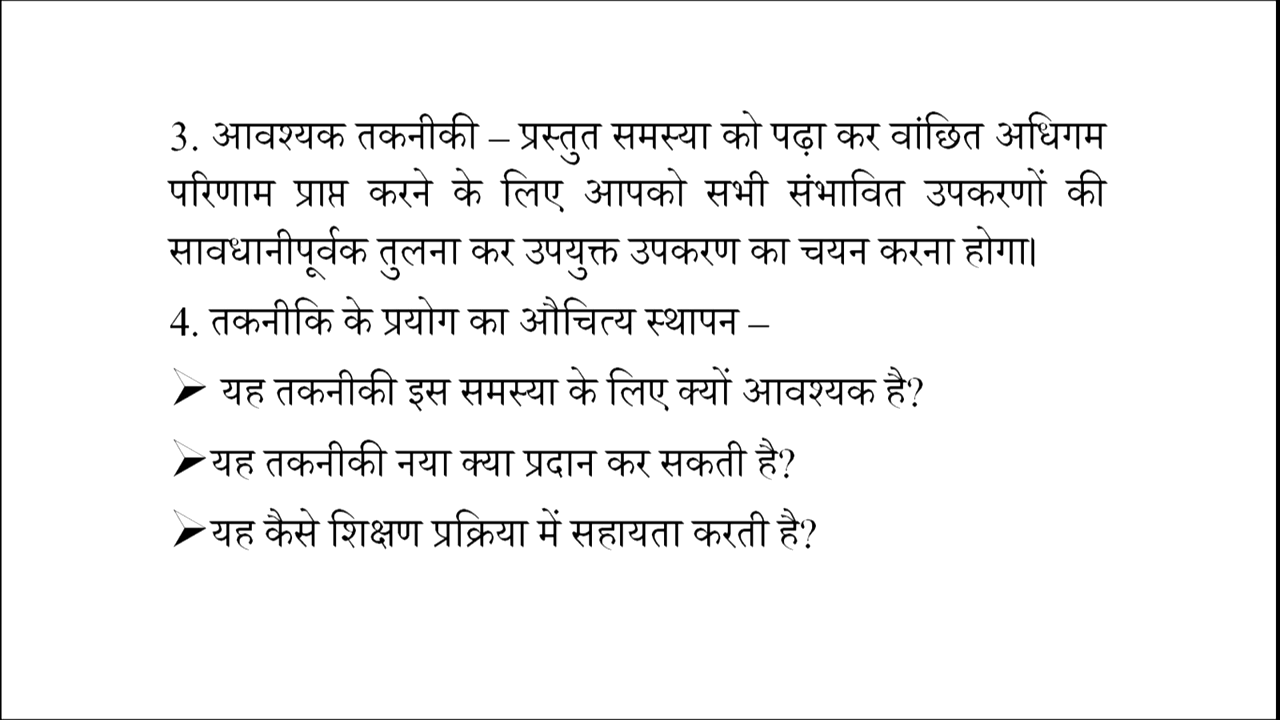 3. आवश्यक तकनीकी – प्रस्तुत समस्या को पढ़ा कर वांछित अधिगम
परिणाम प्राप्त करने के लिए आपको सभी संभावित उपकरणों की
सावधानीपूर्वक तुलना कर उपयुक्त उपकरण का चयन करना होगा।
4. तकनीकि के प्रयोग का औचित्य स्थापन –
➢ यह तकनीकी इस समस्या के लिए क्यों आवश्यक है?
➢यह तकनीकी नया क्या प्रदान कर सकती है?
➢यह कैसे शिक्षण प्रक्रिया में सहायता करती है?